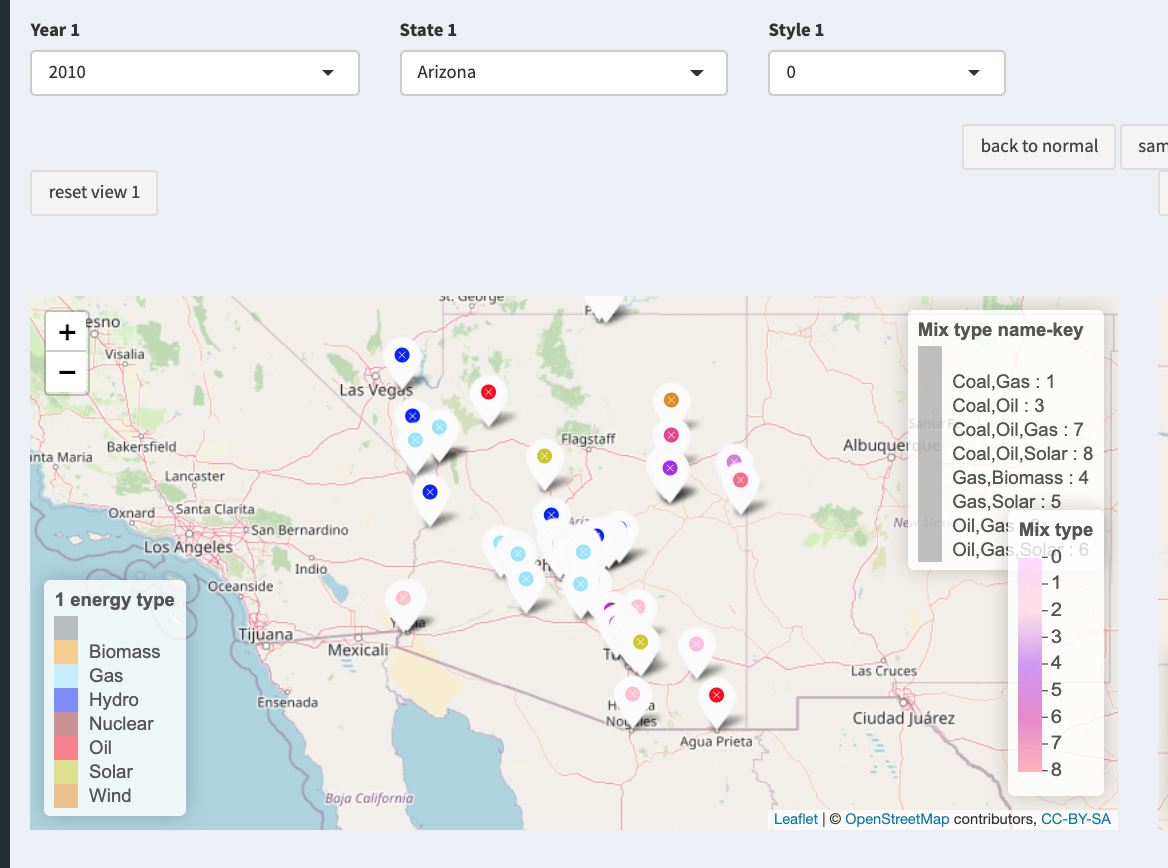 Year 1
State 1
Style 1
2010
Arizona
0
back to normal
sam
reset view 1
+
−
St. George
esno
Visalia
Las Vegas
Bakersfield
nta Maria
Lancaster
Oxnard
Santa Clarita
San Bernardino
Los Angeles
Indio
Oceanside
Tijuana
Mexicali
Ensenada
Baja California
Flagstaff
Albuquerque
Las Cruces
Ciudad Juárez
Nogales
Agua Prieta
Mix type name-key
Coal,Gas : 1
Coal,Oil : 3
Coal,Oil,Gas : 7
Coal,Oil,Solar : 8
Gas,Biomass : 4
Gas,Solar : 5
Oil,Gas
Oil,Gas,Solar : 6
Mix type
0
1
2
3
4
5
6
7
8
1 energy type
Biomass
Gas
Hydro
Nuclear
Oil
Solar
Wind
Leaflet | © OpenStreetMap contributors, CC-BY-SA